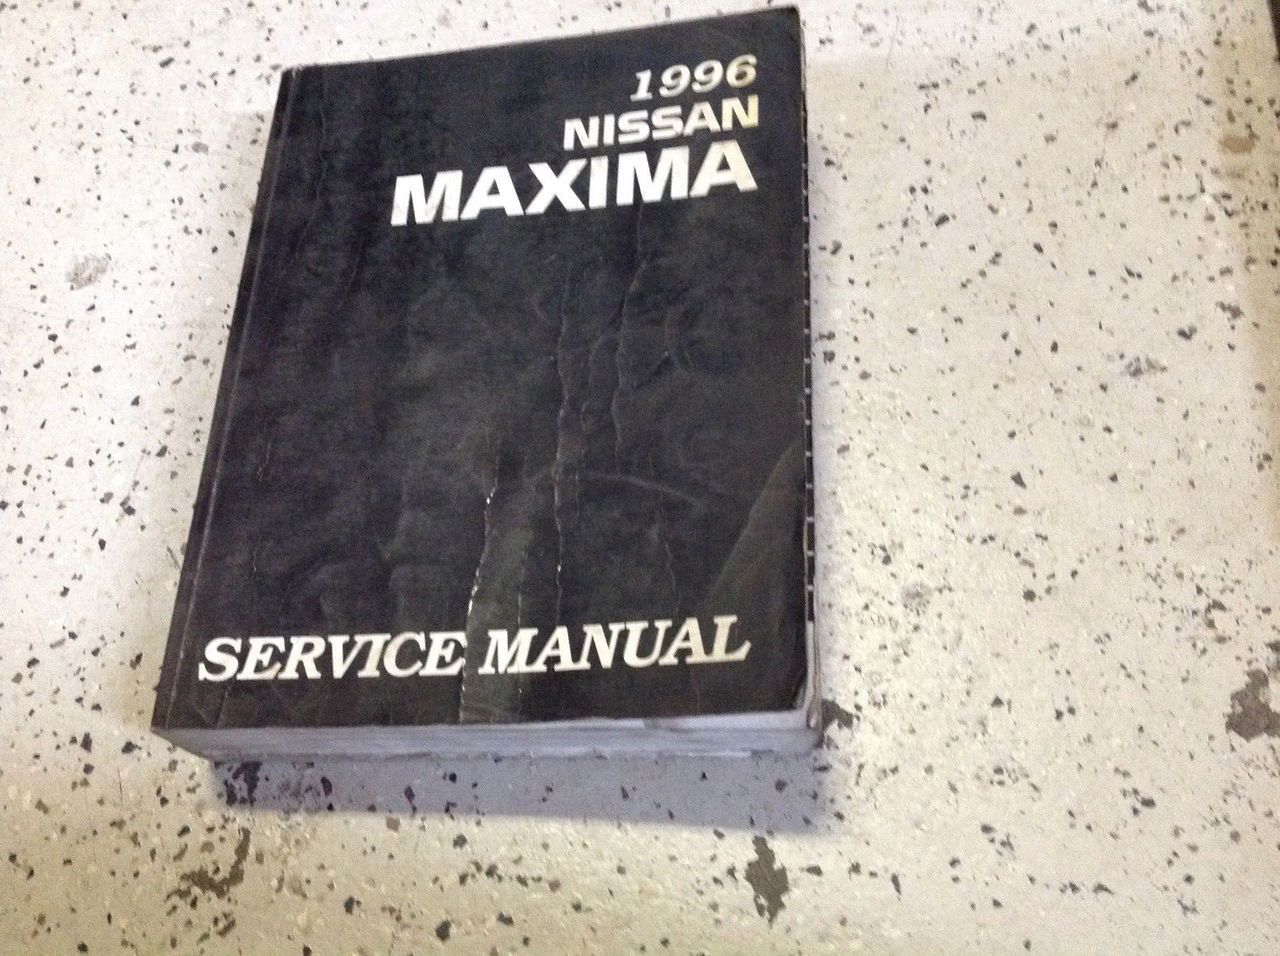 1996
NISSAN
MAXIMA
SERVICE MANUAL